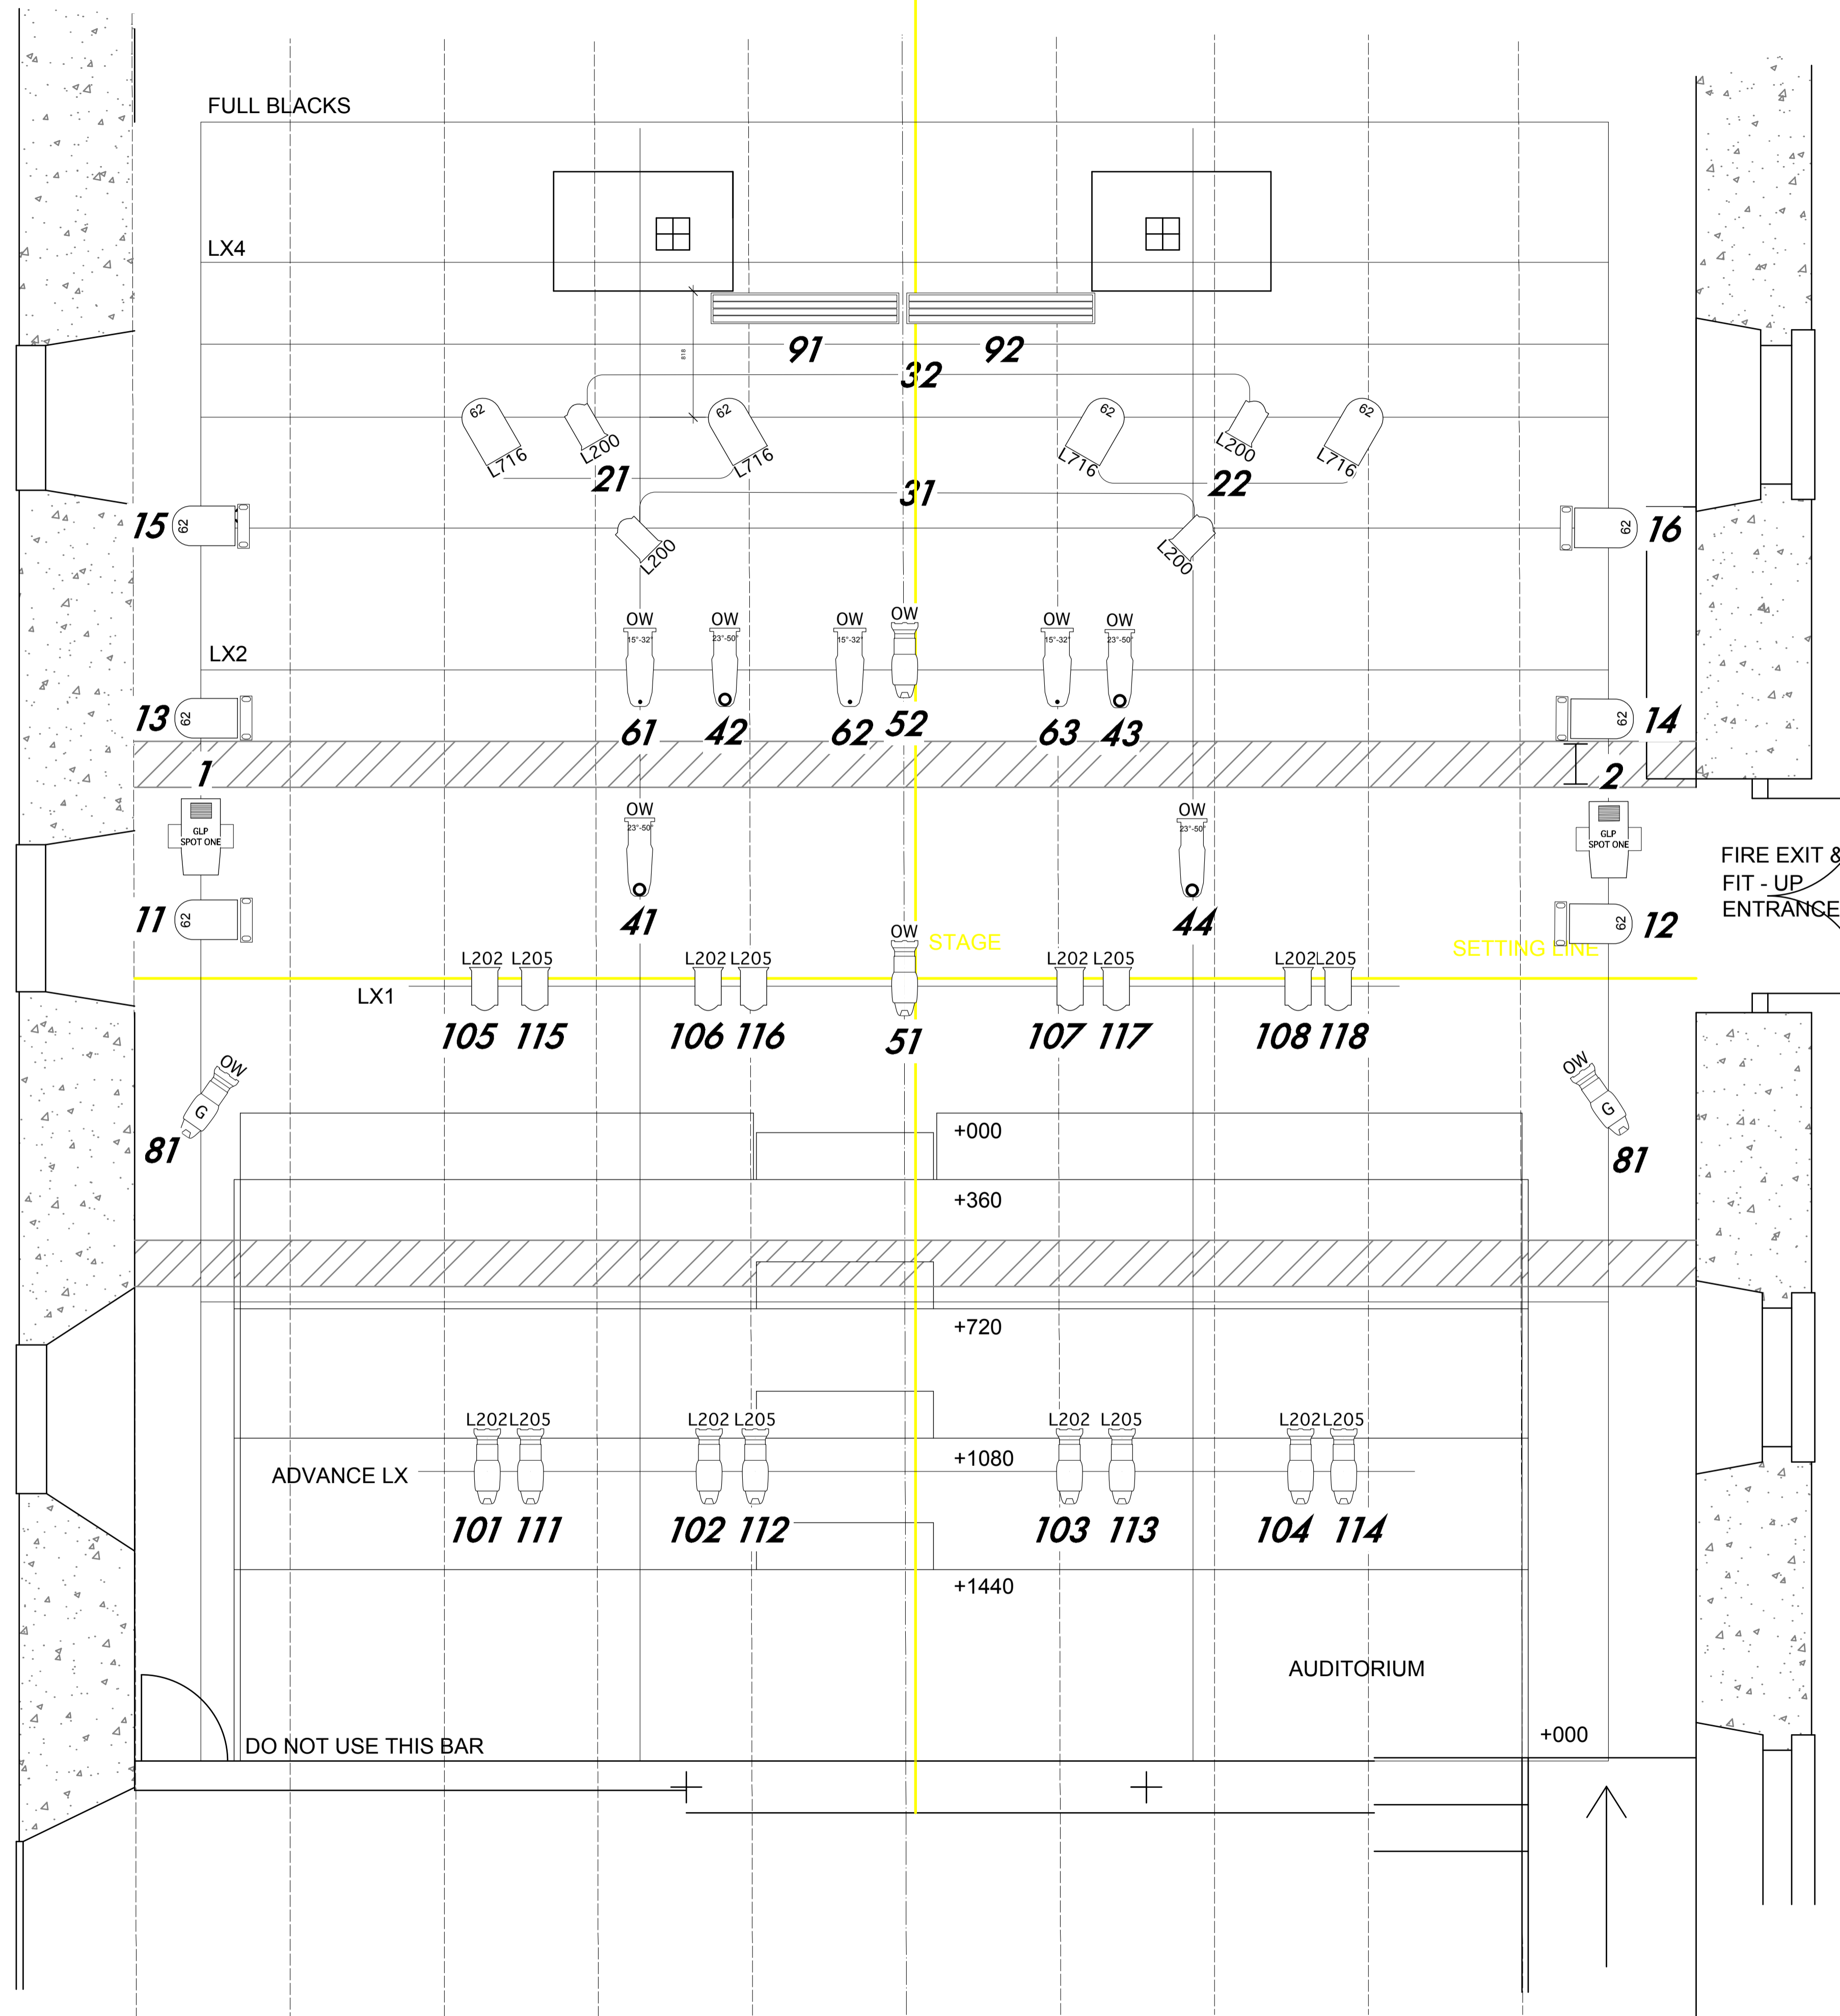 FULL BLACKS
LX4
91
92
32
818
62
62
62
62
L716
L200
L716
L716
L200
L716
21
22
31
15
62
62
16
L200
L200
OW
OW
OW
OW
OW
OW
15°-32°
23°-50°
15°-32°
15°-32°
23°-50°
LX2
13
62
62
14
61
42
62
52
63
43
1
2
GLP
SPOT ONE
OW
23°-50°
OW
23°-50°
GLP
SPOT ONE
FIRE EXIT &
FIT - UP
ENTRANCE
11
62
62
12
41
44
OW
STAGE
SETTING LINE
L202 L205
L202 L205
L202 L205
L202 L205
LX1
105
115
106
116
51
107
117
108
118
OW
G
81
OW
G
81
+000
+360
+720
L202 L205
L202 L205
L202 L205
L202 L205
ADVANCE LX
+1080
101
111
102
112
103
113
104
114
+1440
AUDITORIUM
+000
DO NOT USE THIS BAR